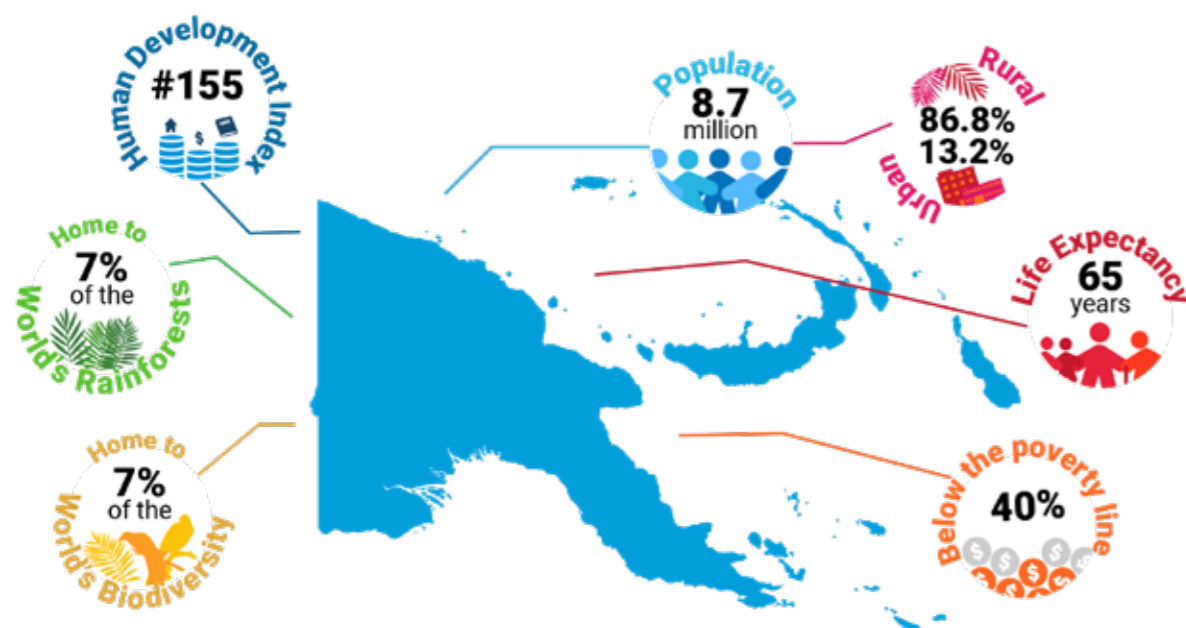 Human Development Index
#155
Population
8.7
million
Rural
86.8%
13.2%
Urban
Home to
7%
of the
World's Rainforests
Life Expectancy
65
years
Home to
7%
of the
World's Biodiversity
Below the poverty line
40%